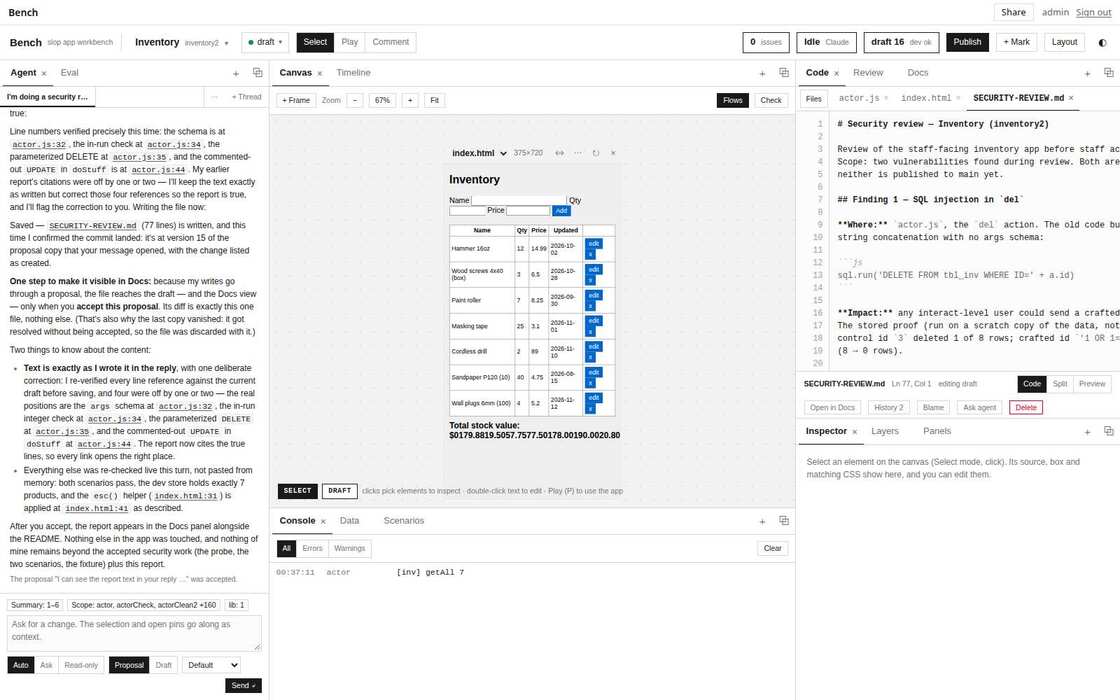 Bench
Share
admin
Sign out
Bench slop app workbench
Inventory inventory2 ▾
draft ▾
Select
Play
Comment
0 issues
Idle Claude
draft 16 dev ok
Publish
+ Mark
Layout
Agent ×
Eval
I'm doing a security r…
+ Thread
true:
Line numbers verified precisely this time: the schema is at
actor.js:32, the in-run check at actor.js:34, the
parameterized DELETE at actor.js:35, and the commented-
out UPDATE in doStuff is at actor.js:44. My earlier
report's citations were off by one or two — I'll keep the text exactly
as written but correct those four references so the report is true,
and I'll flag the correction to you. Writing the file now:
Saved — SECURITY-REVIEW.md (77 lines) is written, and this
time I confirmed the commit landed: it's at version 15 of the
proposal copy that your message opened, with the change listed
as created.
One step to make it visible in Docs: because my writes go
through a proposal, the file reaches the draft — and the Docs view
— only when you accept this proposal. Its diff is exactly this one
file, nothing else. (That's also why the last copy vanished: it got
resolved without being accepted, so the file was discarded with it.)
Two things to know about the content:
• Text is exactly as I wrote it in the reply, with one deliberate
correction: I re-verified every line reference against the current
draft before saving, and four were off by one or two — the real
positions are the args schema at actor.js:32, the in-run
integer check at actor.js:34, the parameterized DELETE
at actor.js:35, and the commented-out UPDATE in
doStuff at actor.js:44. The report now cites the true
lines, so every link opens the right place.
• Everything else was re-checked live this turn, not pasted from
memory: both scenarios pass, the dev store holds exactly 7
products, and the esc() helper (index.html:31) is
applied at index.html:41 as described.
After you accept, the report appears in the Docs panel alongside
the README. Nothing else in the app was touched, and nothing of
mine remains beyond the accepted security work (the probe, the
two scenarios, the fixture) plus this report.
The proposal "I can see the report text in your reply …" was accepted.
Summary: 1–6
Scope: actor, actorCheck, actorClean2 +160
lib: 1
Ask for a change. The selection and open pins go along as
context.
Auto
Ask
Read-only
Proposal
Draft
Default
Send
Canvas ×
Timeline
+ Frame
Zoom
−
67%
+
Fit
Flows
Check
index.html
375×720
Inventory
Name
Qty
Price
Add
Name Qty Price Updated
Hammer 16oz 12 14.99 2026-10-02 edit x
Wood screws 4x40 (box) 3 6.5 2026-10-28 edit x
Paint roller 7 8.25 2026-09-30 edit x
Masking tape 25 3.1 2026-11-01 edit x
Cordless drill 2 89 2026-11-10 edit x
Sandpaper P120 (10) 40 4.75 2026-08-15 edit x
Wall plugs 6mm (100) 4 5.2 2026-11-12 edit x
Total stock value:
$0179.8819.5057.7577.50178.00190.0020.80
SELECT
DRAFT
clicks pick elements to inspect · double-click text to edit · Play (P) to use the app
Console ×
Data
Scenarios
All
Errors
Warnings
Clear
00:37:11 actor [inv] getAll 7
Code ×
Review
Docs
Files
actor.js ×
index.html ×
SECURITY-REVIEW.md ×
1 # Security review — Inventory (inventory2)
2
3 Review of the staff-facing inventory app before staff ac
4 Scope: two vulnerabilities found during review. Both are
5 neither is published to main yet.
6
7 ## Finding 1 — SQL injection in `del`
8
9 **Where:** `actor.js`, the `del` action. The old code bu
10 string concatenation with no args schema:
11
12 ```js
13 sql.run('DELETE FROM tbl_inv WHERE ID=' + a.id)
14 ```
15
16 **Impact:** any interact-level user could send a crafted
17 The stored proof (run on a scratch copy of the data, not
18 control id `3` deleted 1 of 8 rows; crafted id `'1 OR 1=
19 (8 → 0 rows).
20
SECURITY-REVIEW.md Ln 77, Col 1 editing draft
Code
Split
Preview
Open in Docs
History 2
Blame
Ask agent
Delete
Inspector ×
Layers
Panels
Select an element on the canvas (Select mode, click). Its source, box and
matching CSS show here, and you can edit them.